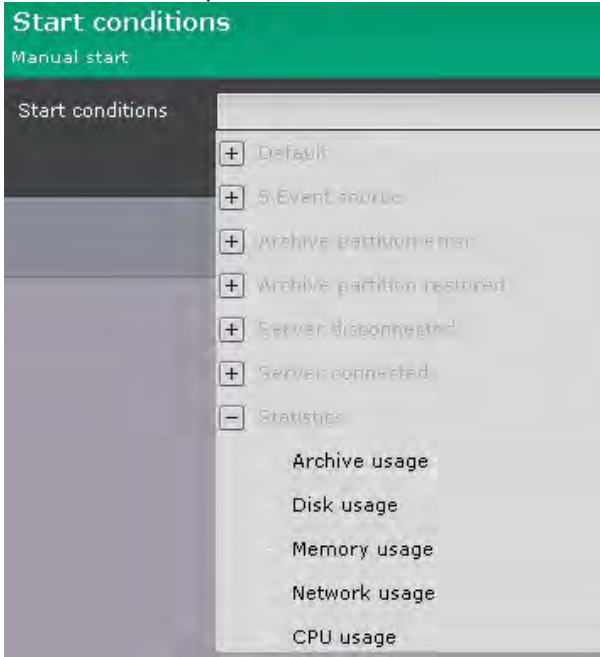 Start conditions
Manual start
Start conditions
Default
5.Event source
Archive partition error
Archive partition restored
Server disconnected
Server connected
Statistics
Archive usage
Disk usage
Memory usage
Network usage
CPU usage